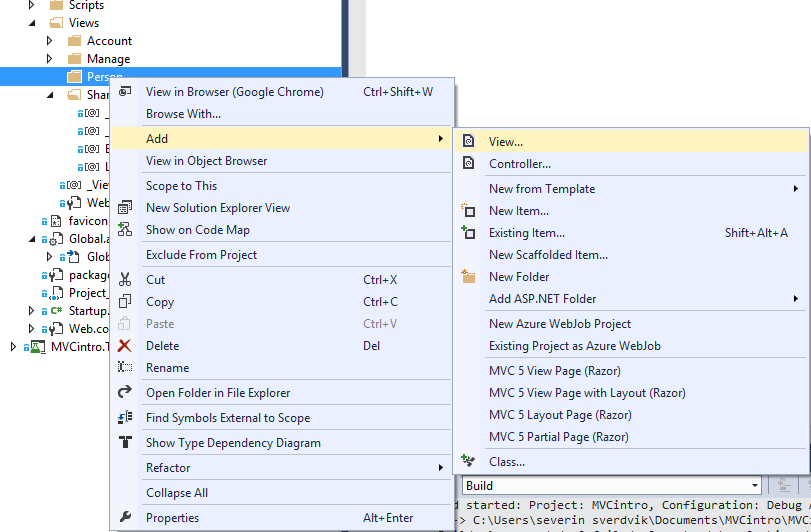 Scripts
Views
Account
Manage
Person
View in Browser (Google Chrome) Ctrl+Shift+W
Browse With...
Add
View in Object Browser
Scope to This
New Solution Explorer View
Show on Code Map
Exclude From Project
Cut Ctrl+X
Copy Ctrl+C
Paste Ctrl+V
Delete Del
Rename
Open Folder in File Explorer
Find Symbols External to Scope
Show Type Dependency Diagram
Refactor
Collapse All
Properties Alt+Enter
View...
Controller...
New from Template
New Item...
Existing Item... Shift+Alt+A
New Scaffolded Item...
New Folder
Add ASP.NET Folder
New Azure WebJob Project
Existing Project as Azure WebJob
MVC 5 View Page (Razor)
MVC 5 View Page with Layout (Razor)
MVC 5 Layout Page (Razor)
MVC 5 Partial Page (Razor)
Class...
Shar
[@] _
[@] _
[@] E
[@] L
[@] _View
Web
favicon
Global.a
Glob
package
Project_
C# Startup.
Web.co
MVCintro.T
Build
d started: Project: MVCintro, Configuration: Debug
-> C:\Users\severin sverdvik\Documents\MVCintro\MVC